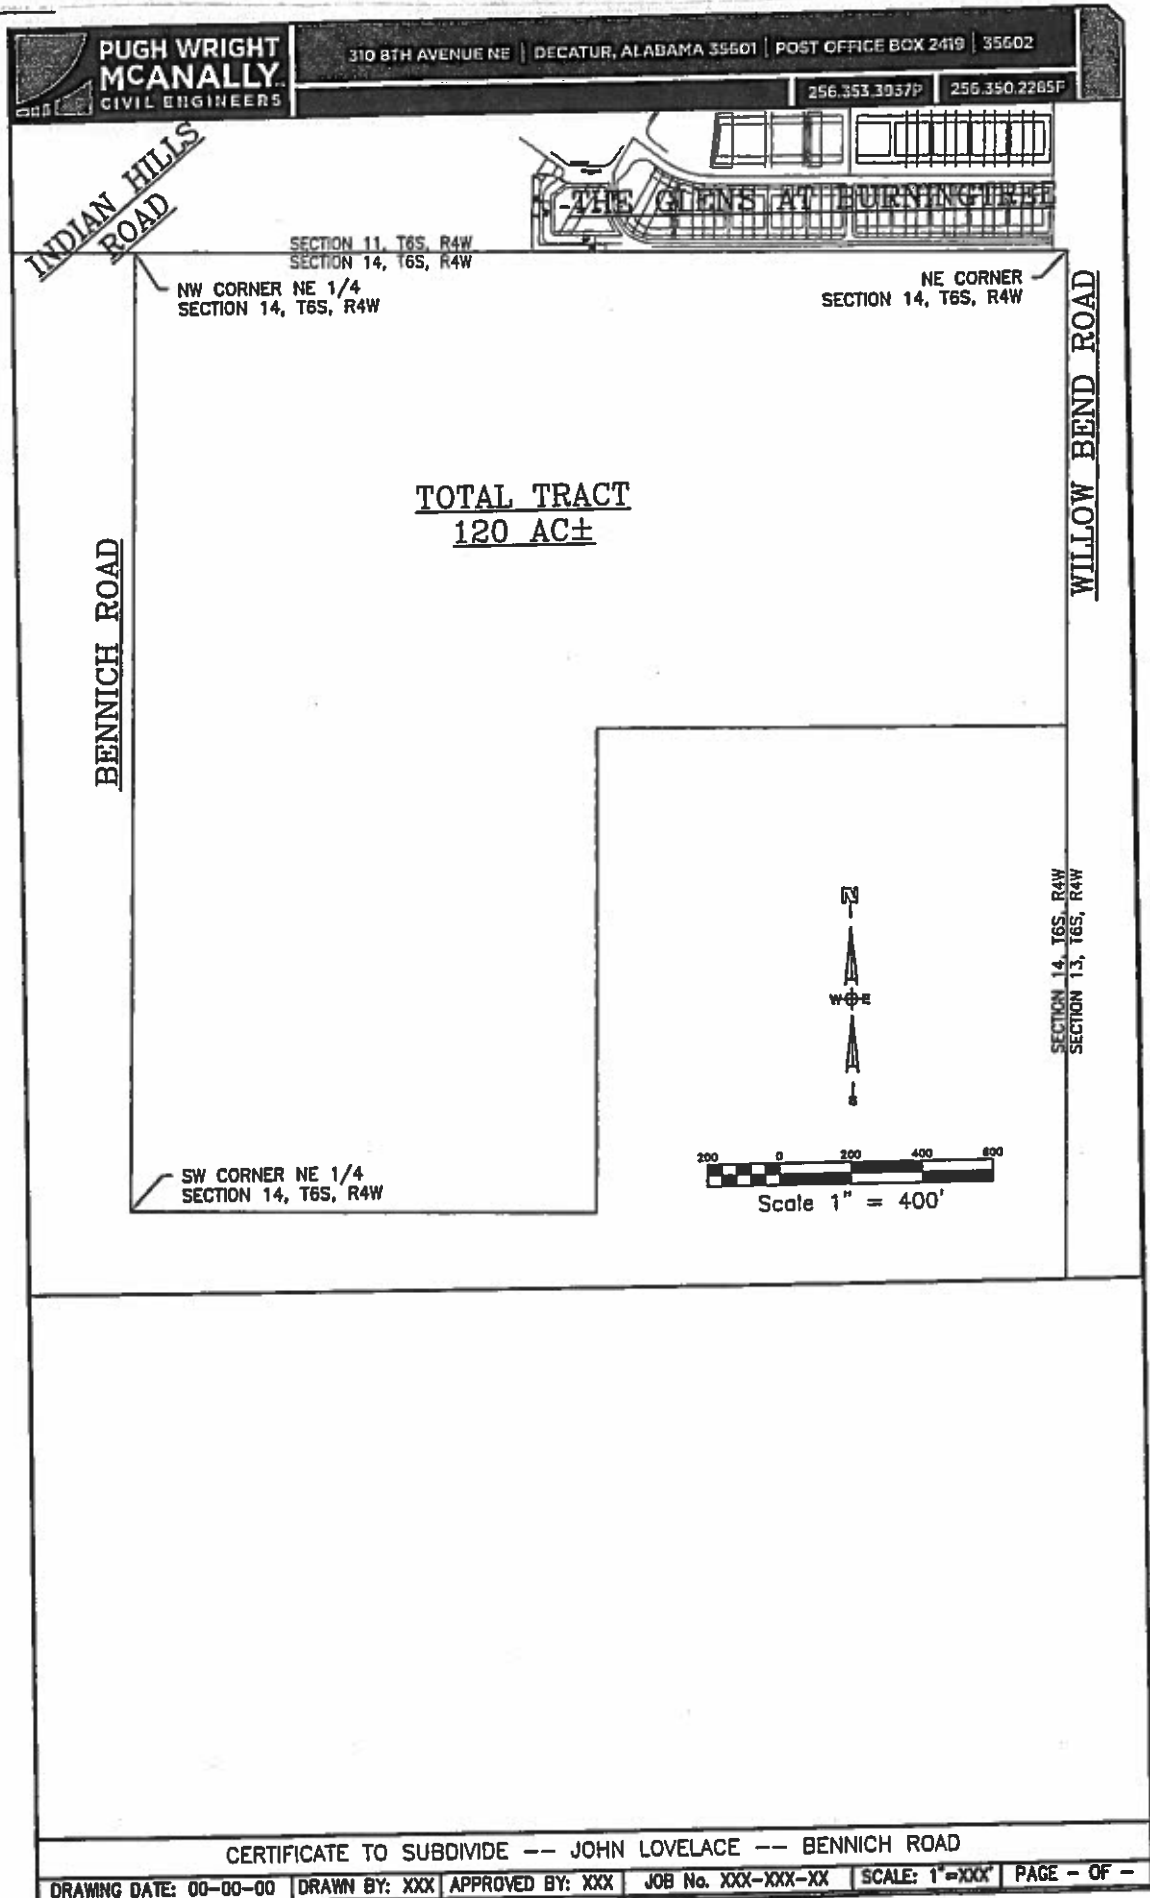 PUGH WRIGHT
MCANALLY
CIVIL ENGINEERS
310 8TH AVENUE NE | DECATUR, ALABAMA 35601 | POST OFFICE BOX 2419 | 35602
256.353.3937P | 256.350.2285F
INDIAN HILLS
ROAD
-THE GLENS AT BURNINGTREE
SECTION 11, T6S, R4W
SECTION 14, T6S, R4W
NW CORNER NE 1/4
SECTION 14, T6S, R4W
NE CORNER
SECTION 14, T6S, R4W
WILLOW BEND ROAD
TOTAL TRACT
120 AC±
BENNICH ROAD
SECTION 14, T6S, R4W
SECTION 13, T6S, R4W
N
W E
S
SW CORNER NE 1/4
SECTION 14, T6S, R4W
200 0 200 400 600
Scale 1" = 400'
CERTIFICATE TO SUBDIVIDE -- JOHN LOVELACE -- BENNICH ROAD
DRAWING DATE: 00-00-00 DRAWN BY: XXX APPROVED BY: XXX JOB No. XXX-XXX-XX SCALE: 1"=XXX' PAGE - OF -